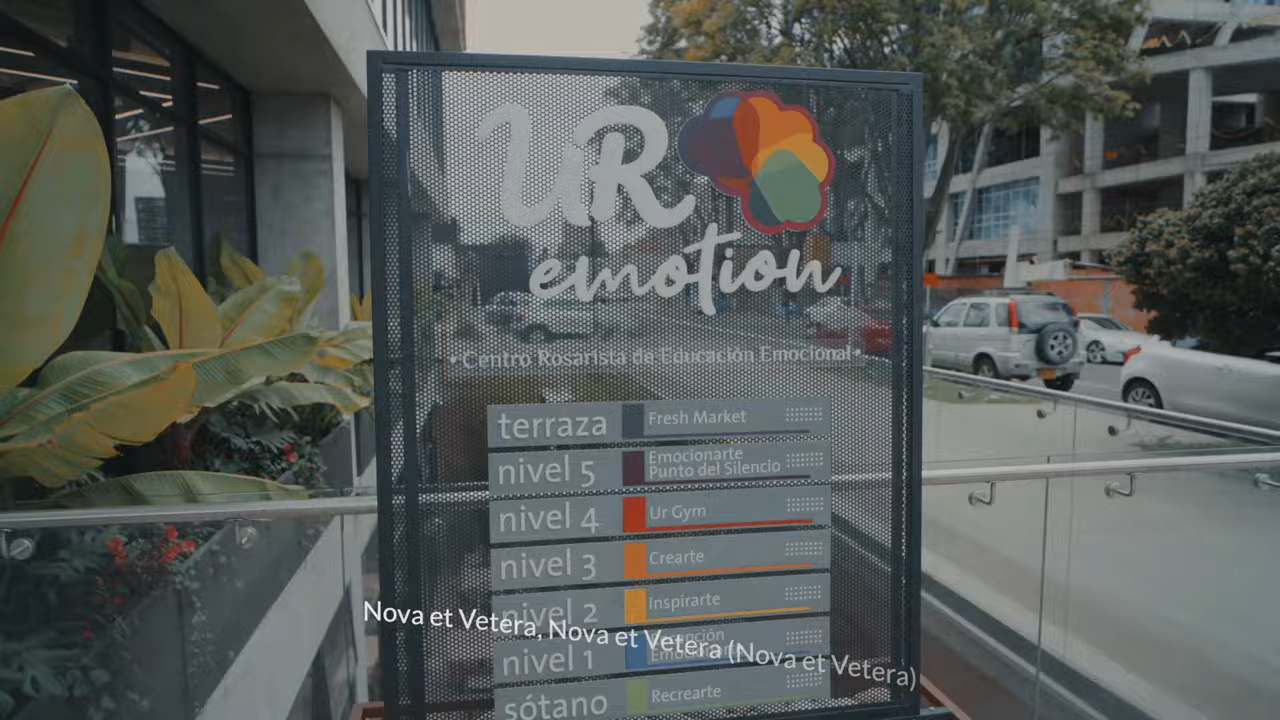 UR
emotion
•Centro Rosarista de Educación Emocional•
terraza Fresh Market
nivel 5 Emocionarte
Punto del Silencio
nivel 4 Ur Gym
nivel 3 Crearte
nivel 2 Inspirarte
Nova et Vetera, Nova et Vetera (Nova et Vetera)
nivel 1
sótano Recrearte